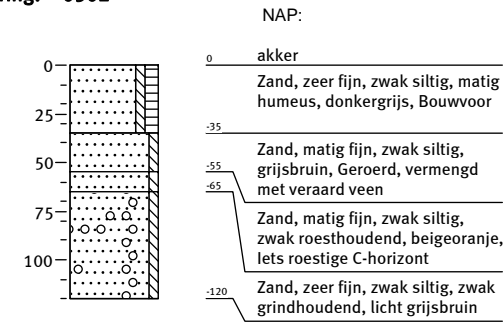 NAP:
0 akker
0
Zand, zeer fijn, zwak siltig, matig
humeus, donkergrijs, Bouwvoor
25
-35
50
Zand, matig fijn, zwak siltig,
-55 grijsbruin, Geroerd, vermengd
-65 met veraard veen
75
Zand, matig fijn, zwak siltig,
zwak roesthoudend, beigeoranje,
100
Iets roestige C-horizont
-120 Zand, zeer fijn, zwak siltig, zwak
grindhoudend, licht grijsbruin